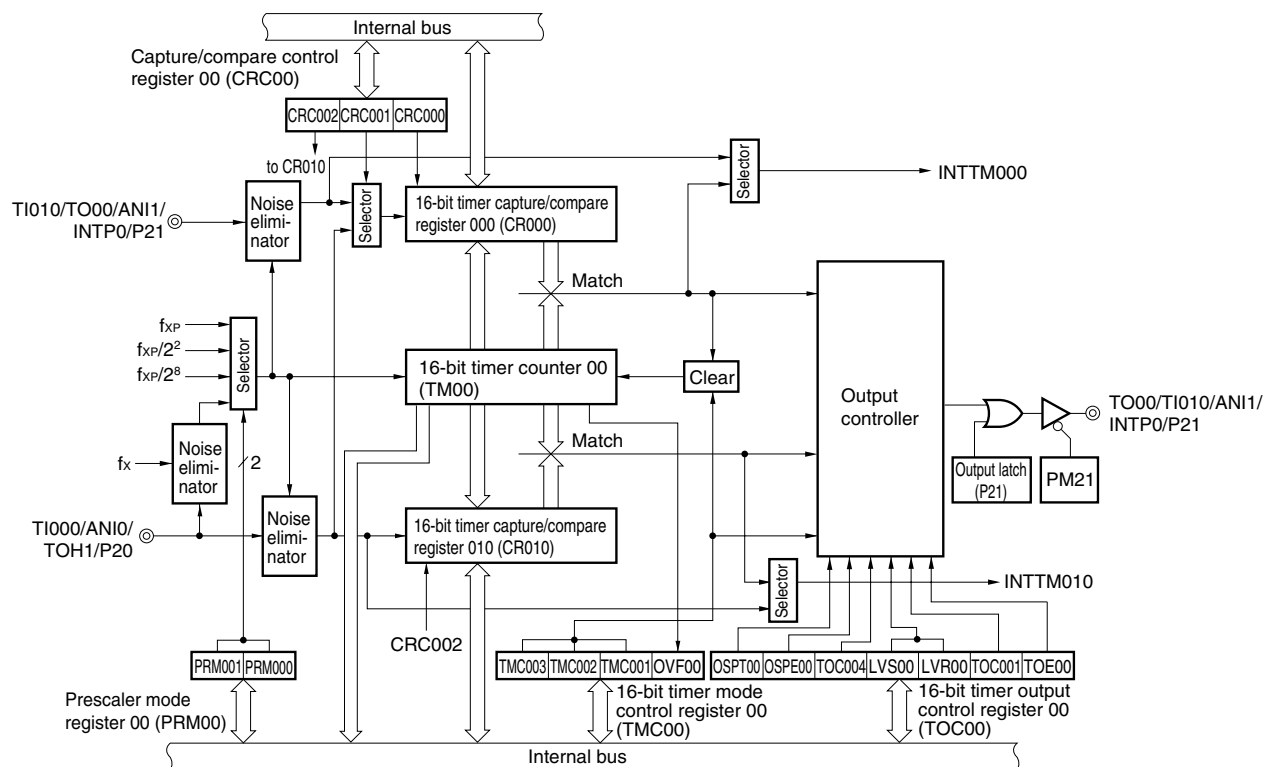 Internal bus
Capture/compare control
register 00 (CRC00)
CRC002 CRC001 CRC000
to CR010
TI010/TO00/ANI1/
INTP0/P21
Noise
elimi-
nator
Selector
16-bit timer capture/compare
register 000 (CR000)
Selector
INTTM000
Match
fXP
fXP/2²
fXP/2⁸
Selector
16-bit timer counter 00
(TM00)
Clear
Output
controller
TO00/TI010/ANI1/
INTP0/P21
Output latch
(P21)
PM21
fX
Noise
elimi-
nator
2
Match
TI000/ANI0/
TOH1/P20
Noise
elimi-
nator
16-bit timer capture/compare
register 010 (CR010)
Selector
INTTM010
CRC002
PRM001 PRM000
TMC003 TMC002 TMC001 OVF00
OSPT00 OSPE00 TOC004 LVS00 LVR00 TOC001 TOE00
Prescaler mode
register 00 (PRM00)
16-bit timer mode
control register 00
(TMC00)
16-bit timer output
control register 00
(TOC00)
Internal bus